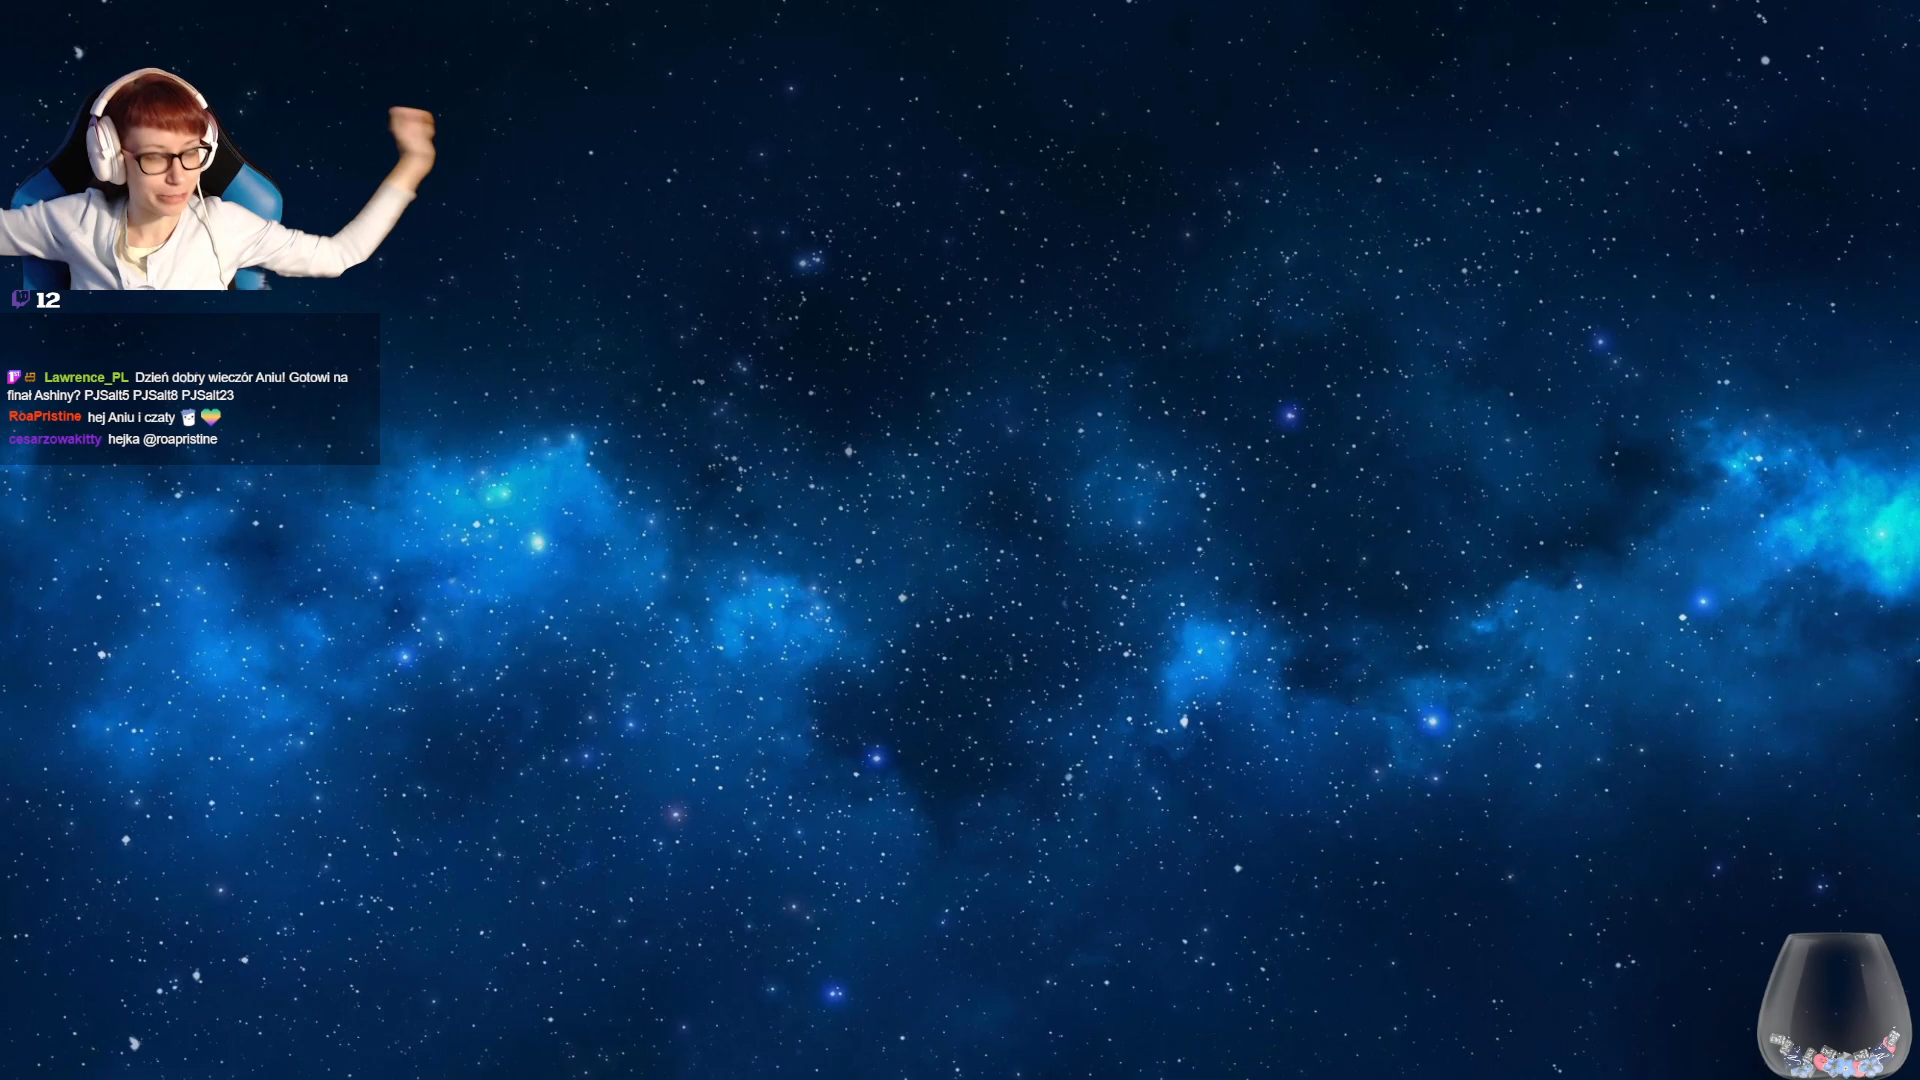 12
Lawrence_PL Dzień dobry wieczór Aniu! Gotowi na
finał Ashiny? PJSalt5 PJSalt8 PJSalt23
RoaPristine hej Aniu i czaty
cesarzowakitty hejka @roapristine